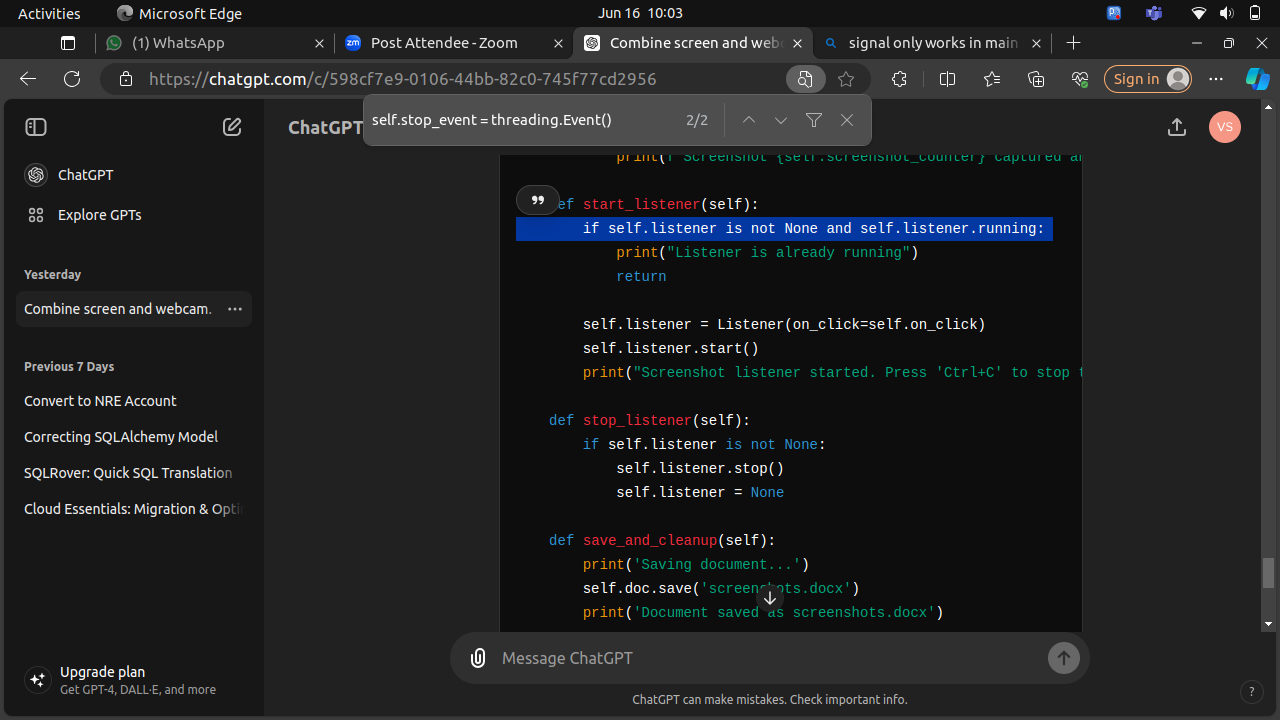 Activities
Microsoft Edge
Jun 16 10:03
(1) WhatsApp
Post Attendee - Zoom
Combine screen and webc
signal only works in main
https://chatgpt.com/c/598cf7e9-0106-44bb-82c0-745f77cd2956
Sign in
self.stop_event = threading.Event()
2/2
ChatGPT
VS
ChatGPT
Explore GPTs
Yesterday
Combine screen and webcam.
Previous 7 Days
Convert to NRE Account
Correcting SQLAlchemy Model
SQLRover: Quick SQL Translation
Cloud Essentials: Migration & Opti
Upgrade plan
Get GPT-4, DALL·E, and more
print(f"Screenshot {self.screenshot_counter} captured a
def start_listener(self):
if self.listener is not None and self.listener.running:
print("Listener is already running")
return
self.listener = Listener(on_click=self.on_click)
self.listener.start()
print("Screenshot listener started. Press 'Ctrl+C' to stop t
def stop_listener(self):
if self.listener is not None:
self.listener.stop()
self.listener = None
def save_and_cleanup(self):
print('Saving document...')
self.doc.save('screenshots.docx')
print('Document saved as screenshots.docx')
Message ChatGPT
ChatGPT can make mistakes. Check important info.
?